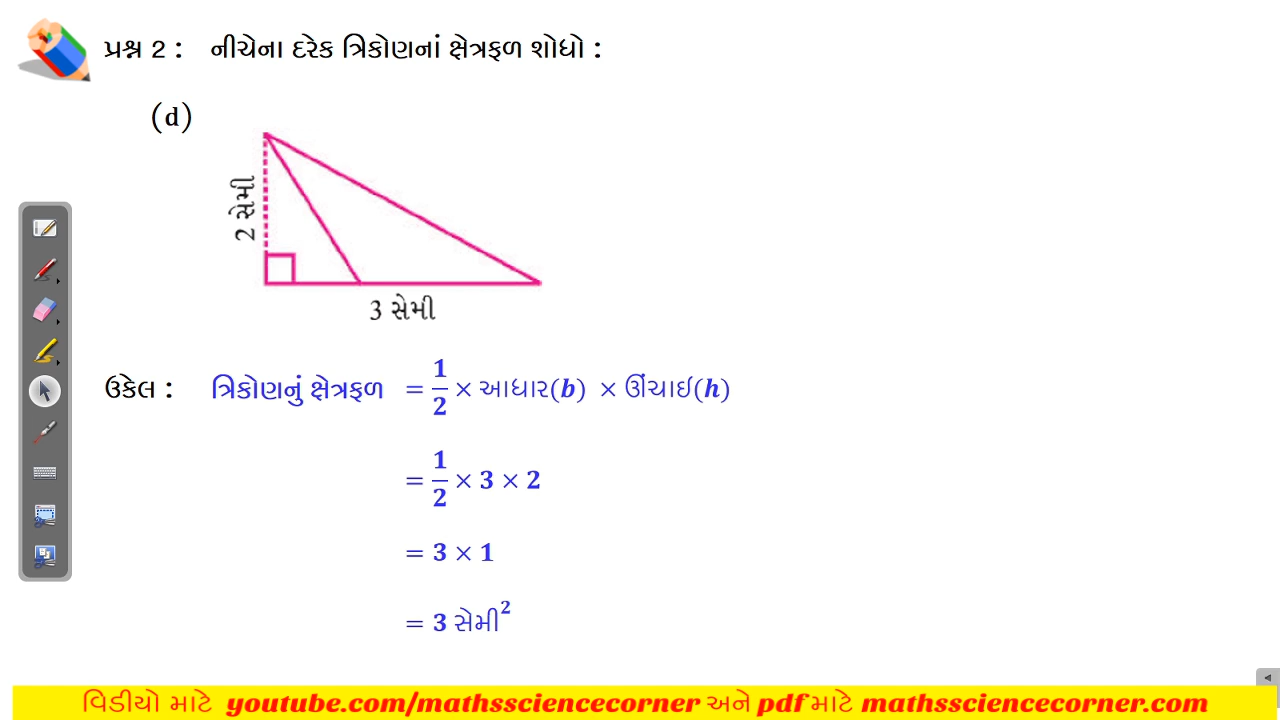 પ્રશ્ન 2 : નીચેના દરેક ત્રિકોણનાં ક્ષેત્રફળ શોધો :
(d)
2 સેમી
3 સેમી
ઉકેલ : ત્રિકોણનું ક્ષેત્રફળ = 1/2 × આધાર(b) × ઊંચાઈ(h)
= 1/2 × 3 × 2
= 3 × 1
= 3 સેમી²
વિડીયો માટે youtube.com/mathssciencecorner અને pdf માટે mathssciencecorner.com